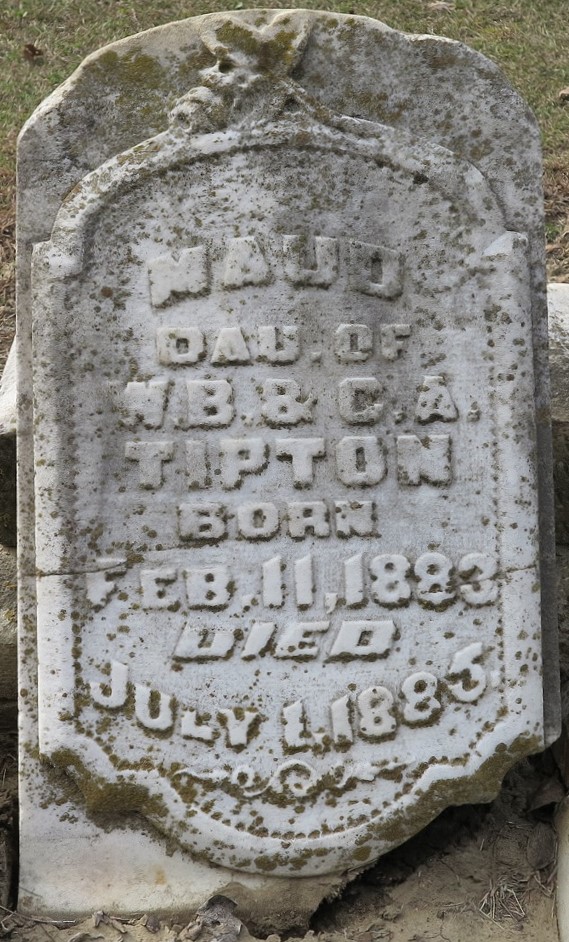 MAUD
DAU. OF
W.B. & C.A.
TIPTON
BORN
FEB. 11, 1883
DIED
JULY 1, 1885.